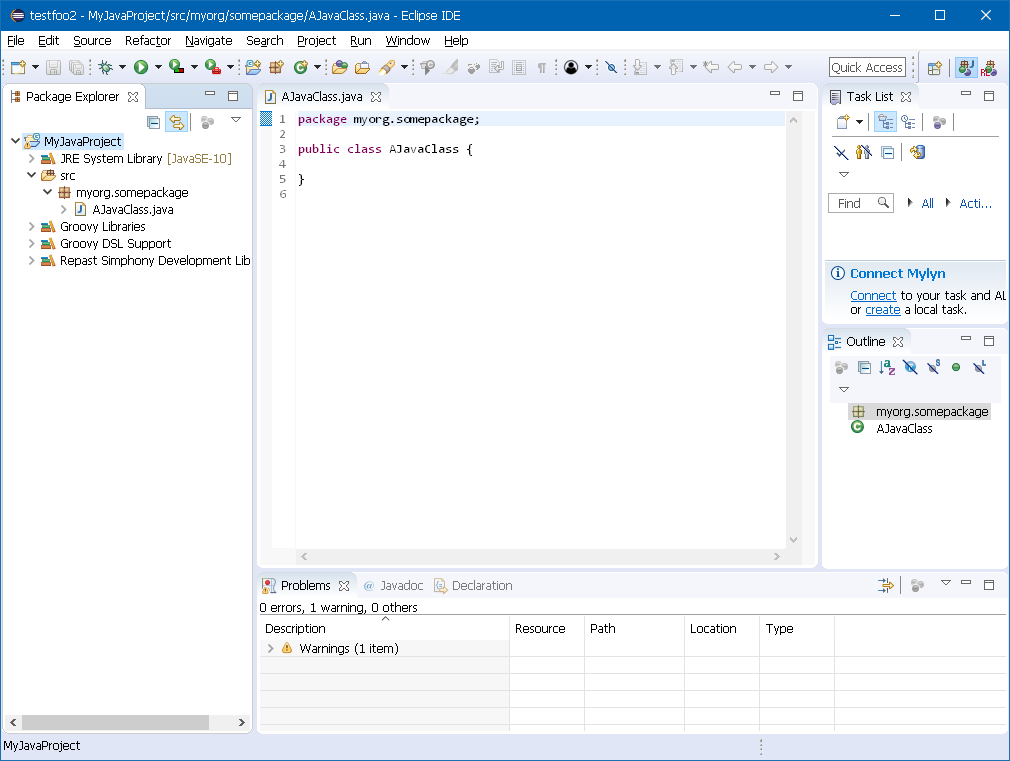 testfoo2 - MyJavaProject/src/myorg/somepackage/AJavaClass.java - Eclipse IDE
File Edit Source Refactor Navigate Search Project Run Window Help
Quick Access
Package Explorer
MyJavaProject
JRE System Library [JavaSE-10]
src
myorg.somepackage
AJavaClass.java
Groovy Libraries
Groovy DSL Support
Repast Simphony Development Lib
AJavaClass.java
1 package myorg.somepackage;
2
3 public class AJavaClass {
4
5 }
6
Task List
Find All Acti...
Connect Mylyn
Connect to your task and AL
or create a local task.
Outline
myorg.somepackage
AJavaClass
Problems @ Javadoc Declaration
0 errors, 1 warning, 0 others
Description Resource Path Location Type
Warnings (1 item)
MyJavaProject